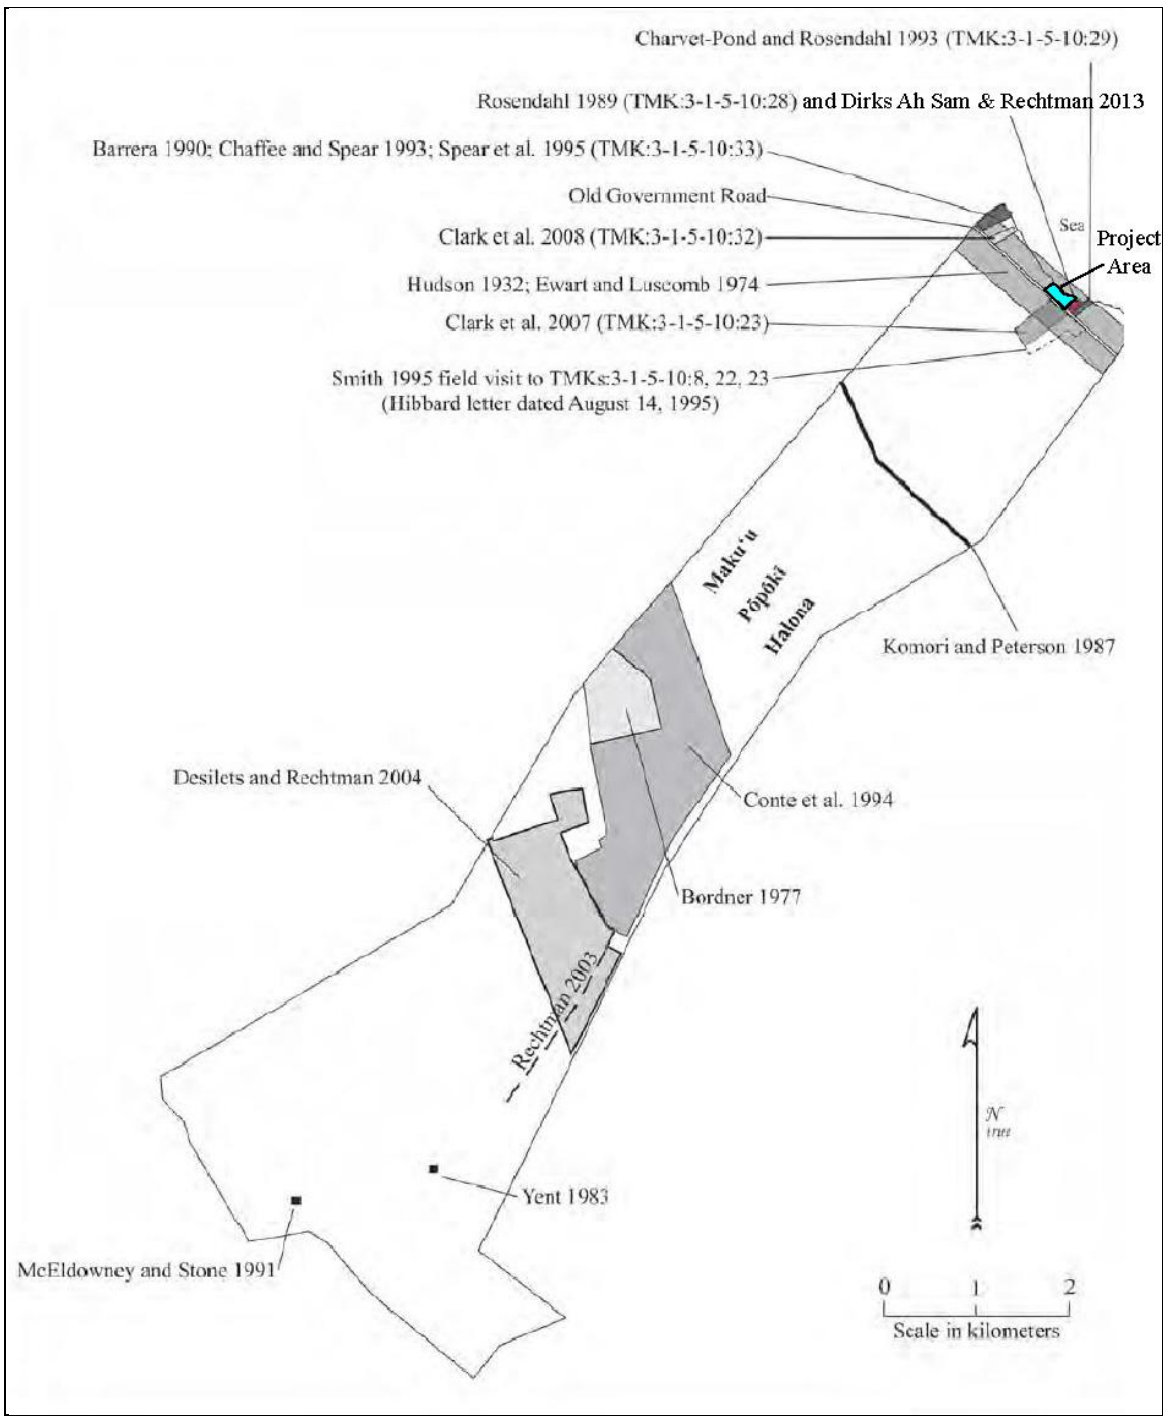 Charvet-Pond and Rosendahl 1993 (TMK:3-1-5-10:29)
Rosendahl 1989 (TMK:3-1-5-10:28) and Dirks Ah Sam & Rechtman 2013
Barrera 1990; Chaffee and Spear 1993; Spear et al. 1995 (TMK:3-1-5-10:33)
Old Government Road
Sea
Clark et al. 2008 (TMK:3-1-5-10:32)
Project
Area
Hudson 1932; Ewart and Luscomb 1974
Clark et al. 2007 (TMK:3-1-5-10:23)
Smith 1995 field visit to TMKs:3-1-5-10:8, 22, 23
(Hibbard letter dated August 14, 1995)
Maku‘u
Pōpōkī
Halona
Komori and Peterson 1987
Desilets and Rechtman 2004
Conte et al. 1994
Bordner 1977
Rechtman 2003
N
true
Yent 1983
McEldowney and Stone 1991
0 1 2
Scale in kilometers